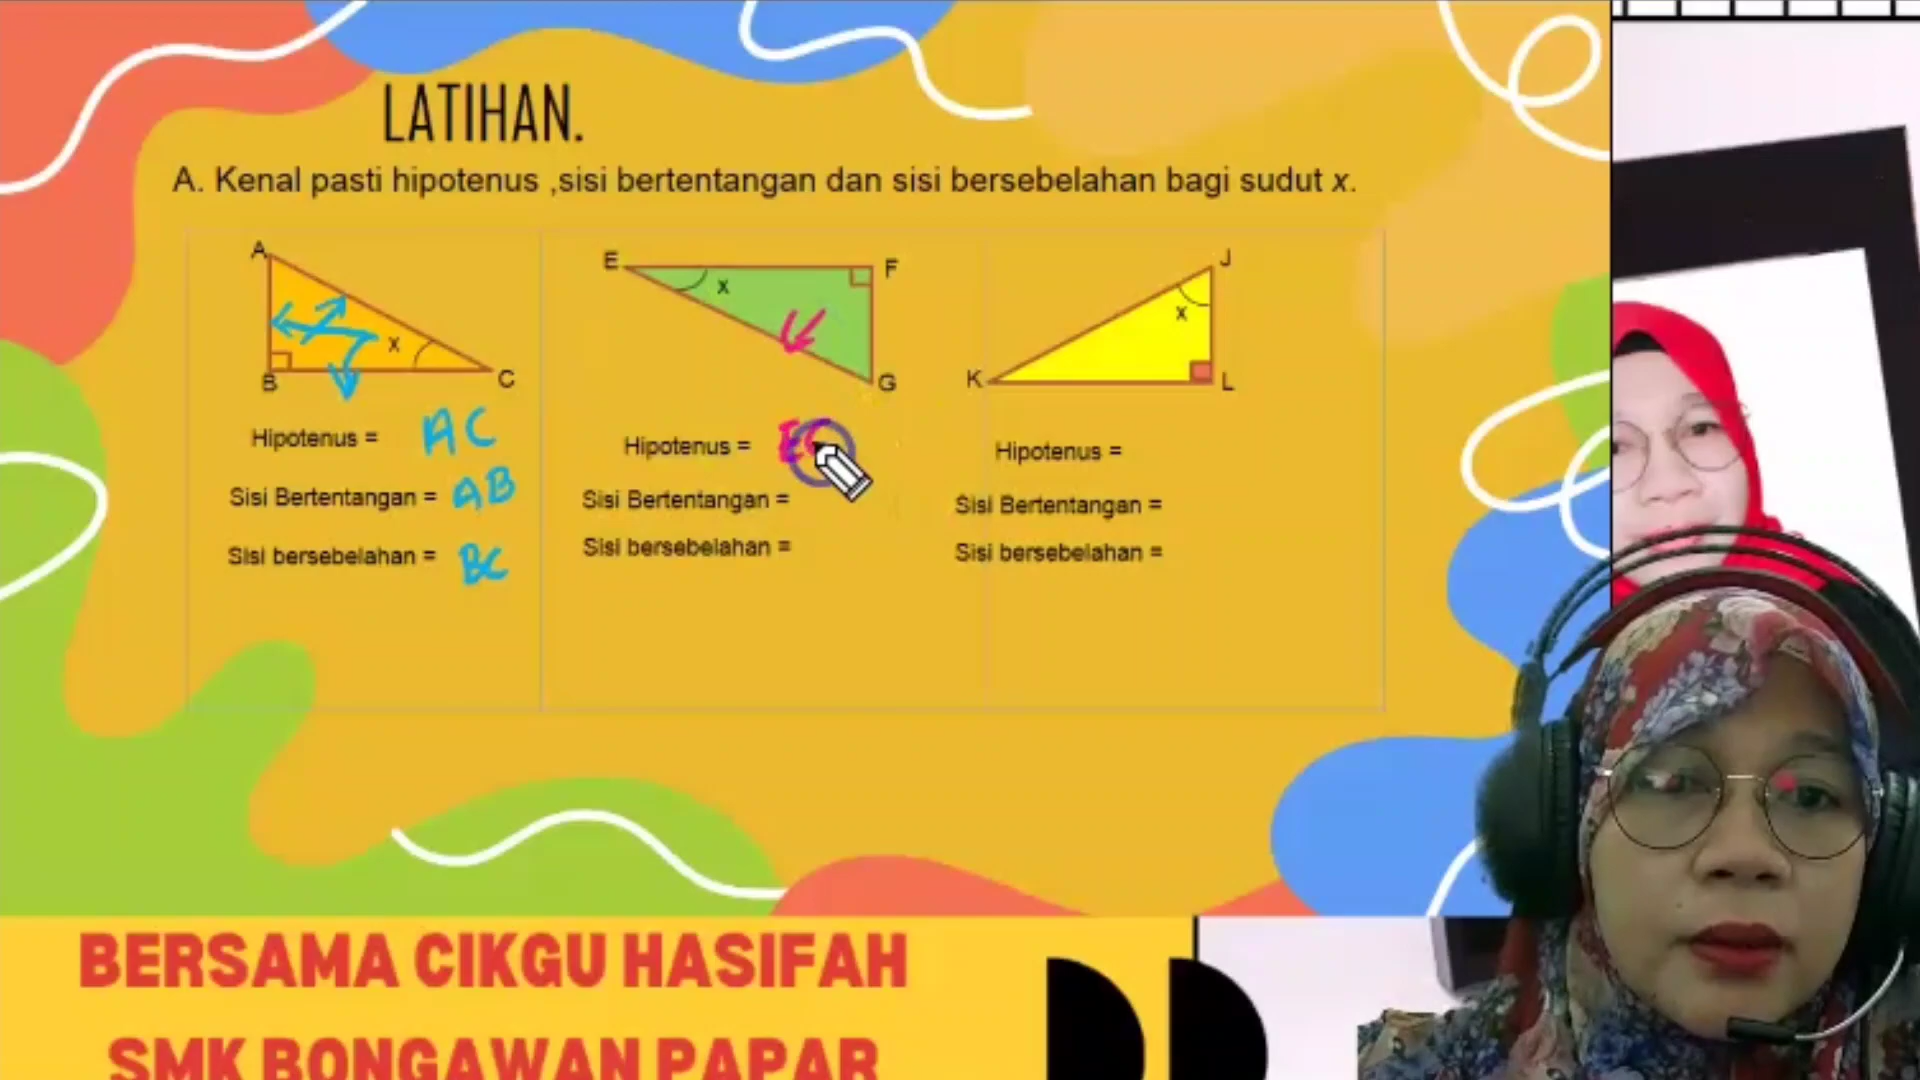 LATIHAN.
A. Kenal pasti hipotenus ,sisi bertentangan dan sisi bersebelahan bagi sudut x.
A
x
B
C
Hipotenus = AC
Sisi Bertentangan = AB
Sisi bersebelahan = BC
E
F
x
G
Hipotenus = E
Sisi Bertentangan =
Sisi bersebelahan =
J
x
K
L
Hipotenus =
Sisi Bertentangan =
Sisi bersebelahan =
BERSAMA CIKGU HASIFAH
SMK BONGAWAN PAPAR